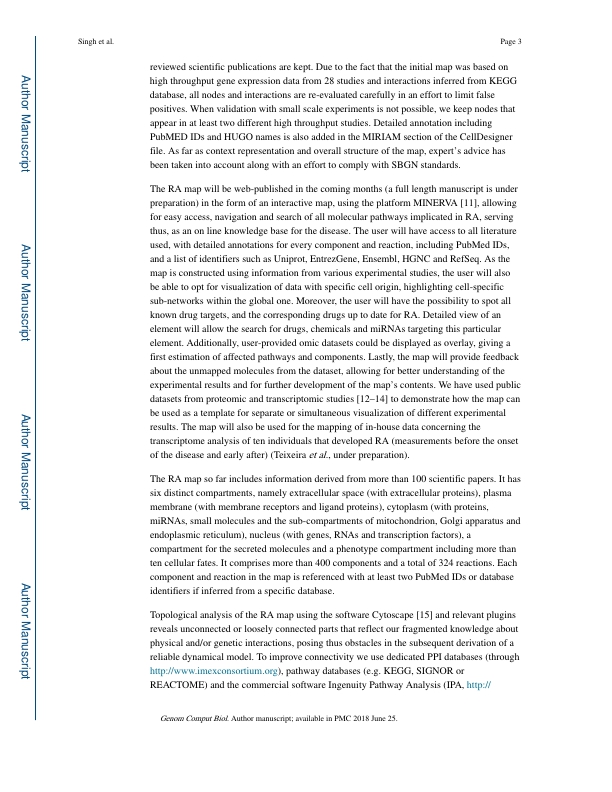 Singh et al.
Page 3
reviewed scientific publications are kept. Due to the fact that the initial map was based on
high throughput gene expression data from 28 studies and interactions inferred from KEGG
database, all nodes and interactions are re-evaluated carefully in an effort to limit false
positives. When validation with small scale experiments is not possible, we keep nodes that
appear in at least two different high throughput studies. Detailed annotation including
PubMED IDs and HUGO names is also added in the MIRIAM section of the CellDesigner
file. As far as context representation and overall structure of the map, expert's advice has
been taken into account along with an effort to comply with SBGN standards.
The RA map will be web-published in the coming months (a full length manuscript is under
preparation) in the form of an interactive map, using the platform MINERVA [11], allowing
for easy access, navigation and search of all molecular pathways implicated in RA, serving
thus, as an on line knowledge base for the disease. The user will have access to all literature
used, with detailed annotations for every component and reaction, including PubMed IDs,
and a list of identifiers such as Uniprot, EntrezGene, Ensembl, HGNC and RefSeq. As the
map is constructed using information from various experimental studies, the user will also
be able to opt for visualization of data with specific cell origin, highlighting cell-specific
sub-networks within the global one. Moreover, the user will have the possibility to spot all
known drug targets, and the corresponding drugs up to date for RA. Detailed view of an
element will allow the search for drugs, chemicals and miRNAs targeting this particular
element. Additionally, user-provided omic datasets could be displayed as overlay, giving a
first estimation of affected pathways and components. Lastly, the map will provide feedback
about the unmapped molecules from the dataset, allowing for better understanding of the
experimental results and for further development of the map's contents. We have used public
datasets from proteomic and transcriptomic studies [12–14] to demonstrate how the map can
be used as a template for separate or simultaneous visualization of different experimental
results. The map will also be used for the mapping of in-house data concerning the
transcriptome analysis of ten individuals that developed RA (measurements before the onset
of the disease and early after) (Teixeira et al., under preparation).
The RA map so far includes information derived from more than 100 scientific papers. It has
six distinct compartments, namely extracellular space (with extracellular proteins), plasma
membrane (with membrane receptors and ligand proteins), cytoplasm (with proteins,
miRNAs, small molecules and the sub-compartments of mitochondrion, Golgi apparatus and
endoplasmic reticulum), nucleus (with genes, RNAs and transcription factors), a
compartment for the secreted molecules and a phenotype compartment including more than
ten cellular fates. It comprises more than 400 components and a total of 324 reactions. Each
component and reaction in the map is referenced with at least two PubMed IDs or database
identifiers if inferred from a specific database.
Topological analysis of the RA map using the software Cytoscape [15] and relevant plugins
reveals unconnected or loosely connected parts that reflect our fragmented knowledge about
physical and/or genetic interactions, posing thus obstacles in the subsequent derivation of a
reliable dynamical model. To improve connectivity we use dedicated PPI databases (through
http://www.imexconsortium.org), pathway databases (e.g. KEGG, SIGNOR or
REACTOME) and the commercial software Ingenuity Pathway Analysis (IPA, http://
Genom Comput Biol. Author manuscript; available in PMC 2018 June 25.
Author Manuscript
Author Manuscript
Author Manuscript
Author Manuscript